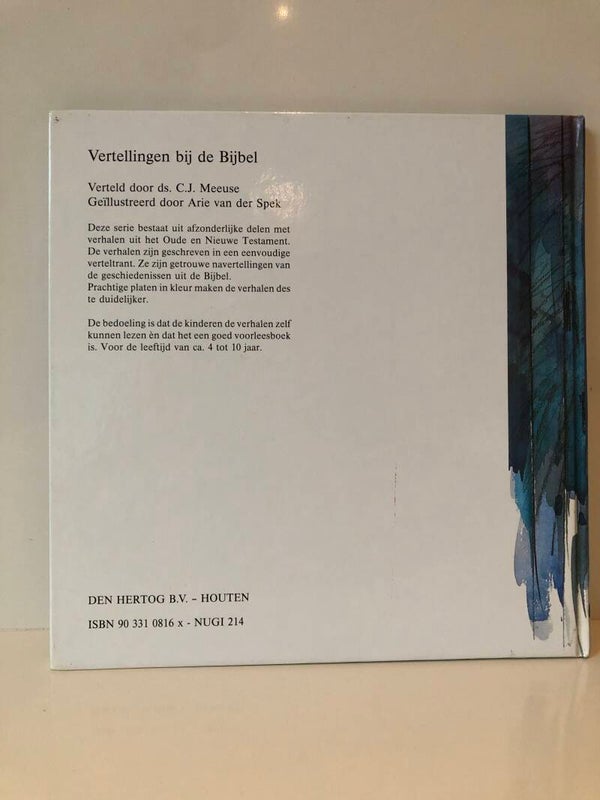 Vertellingen bij de Bijbel
Verteld door ds. C.J. Meeuse
Geïllustreerd door Arie van der Spek
Deze serie bestaat uit afzonderlijke delen met
verhalen uit het Oude en Nieuwe Testament.
De verhalen zijn geschreven in een eenvoudige
verteltrant. Ze zijn getrouwe navertellingen van
de geschiedenissen uit de Bijbel.
Prachtige platen in kleur maken de verhalen des
te duidelijker.
De bedoeling is dat de kinderen de verhalen zelf
kunnen lezen èn dat het een goed voorleesboek
is. Voor de leeftijd van ca. 4 tot 10 jaar.
DEN HERTOG B.V. – HOUTEN
ISBN 90 331 0816 x - NUGI 214